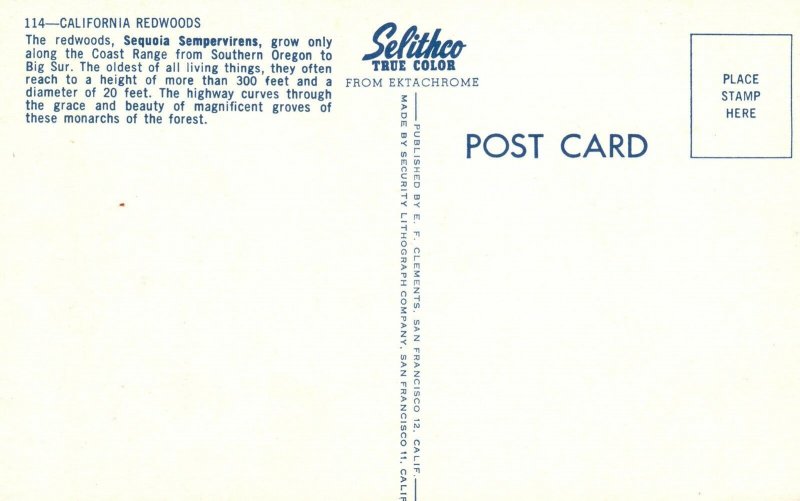 114—CALIFORNIA REDWOODS
The redwoods, Sequoia Sempervirens, grow only
along the Coast Range from Southern Oregon to
Big Sur. The oldest of all living things, they often
reach to a height of more than 300 feet and a
diameter of 20 feet. The highway curves through
the grace and beauty of magnificent groves of
these monarchs of the forest.
Selithco
TRUE COLOR
FROM EKTACHROME
PUBLISHED BY E. F. CLEMENTS, SAN FRANCISCO 12, CALIF.
MADE BY SECURITY LITHOGRAPH COMPANY, SAN FRANCISCO 11, CALIF
POST CARD
PLACE
STAMP
HERE